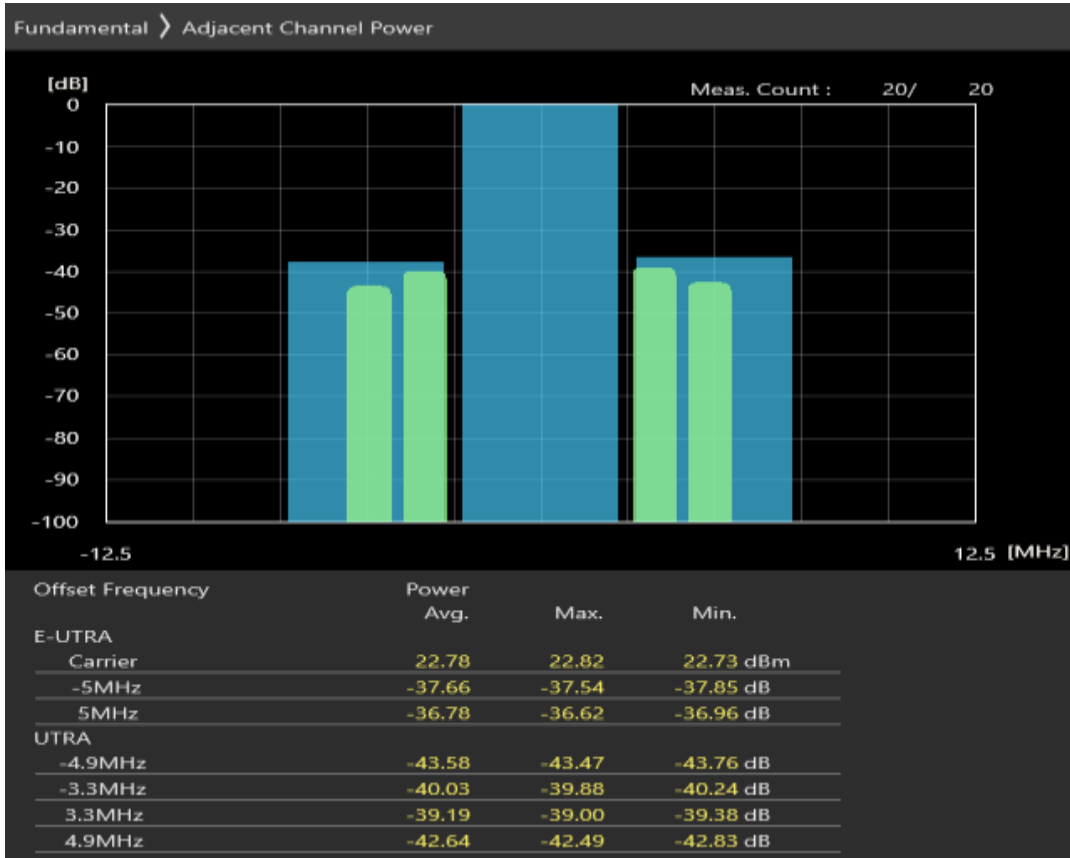 Fundamental 〉 Adjacent Channel Power
[dB]
Meas. Count : 20/ 20
0
-10
-20
-30
-40
-50
-60
-70
-80
-90
-100
-12.5 12.5 [MHz]
Offset Frequency Power
Avg. Max. Min.
E-UTRA
Carrier 22.78 22.82 22.73 dBm
-5MHz -37.66 -37.54 -37.85 dB
5MHz -36.78 -36.62 -36.96 dB
UTRA
-4.9MHz -43.58 -43.47 -43.76 dB
-3.3MHz -40.03 -39.88 -40.24 dB
3.3MHz -39.19 -39.00 -39.38 dB
4.9MHz -42.64 -42.49 -42.83 dB